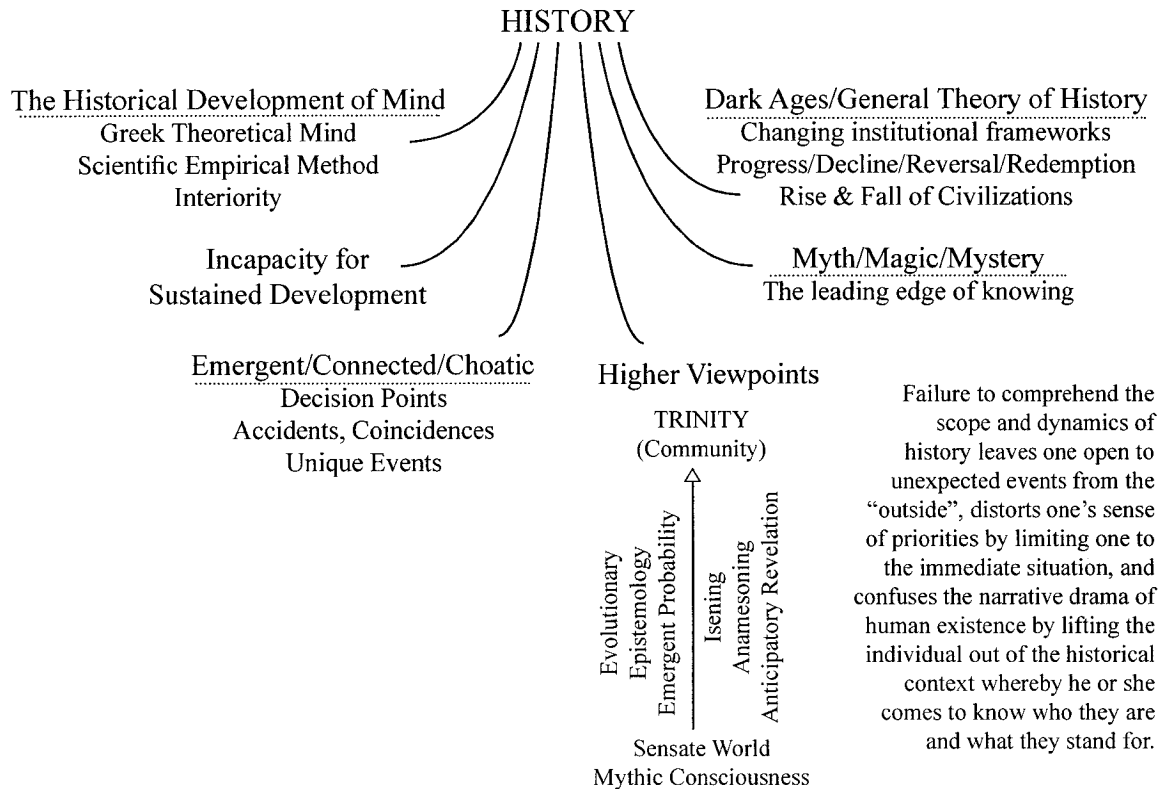 HISTORY
The Historical Development of Mind
Greek Theoretical Mind
Scientific Empirical Method
Interiority
Dark Ages/General Theory of History
Changing institutional frameworks
Progress/Decline/Reversal/Redemption
Rise & Fall of Civilizations
Incapacity for
Sustained Development
Myth/Magic/Mystery
The leading edge of knowing
Emergent/Connected/Choatic
Decision Points
Accidents, Coincidences
Unique Events
Higher Viewpoints
TRINITY
(Community)
Evolutionary
Epistemology
Emergent Probability
Isening
Anamesoning
Anticipatory Revelation
Sensate World
Mythic Consciousness
Failure to comprehend the
scope and dynamics of
history leaves one open to
unexpected events from the
“outside”, distorts one’s sense
of priorities by limiting one to
the immediate situation, and
confuses the narrative drama of
human existence by lifting the
individual out of the historical
context whereby he or she
comes to know who they are
and what they stand for.